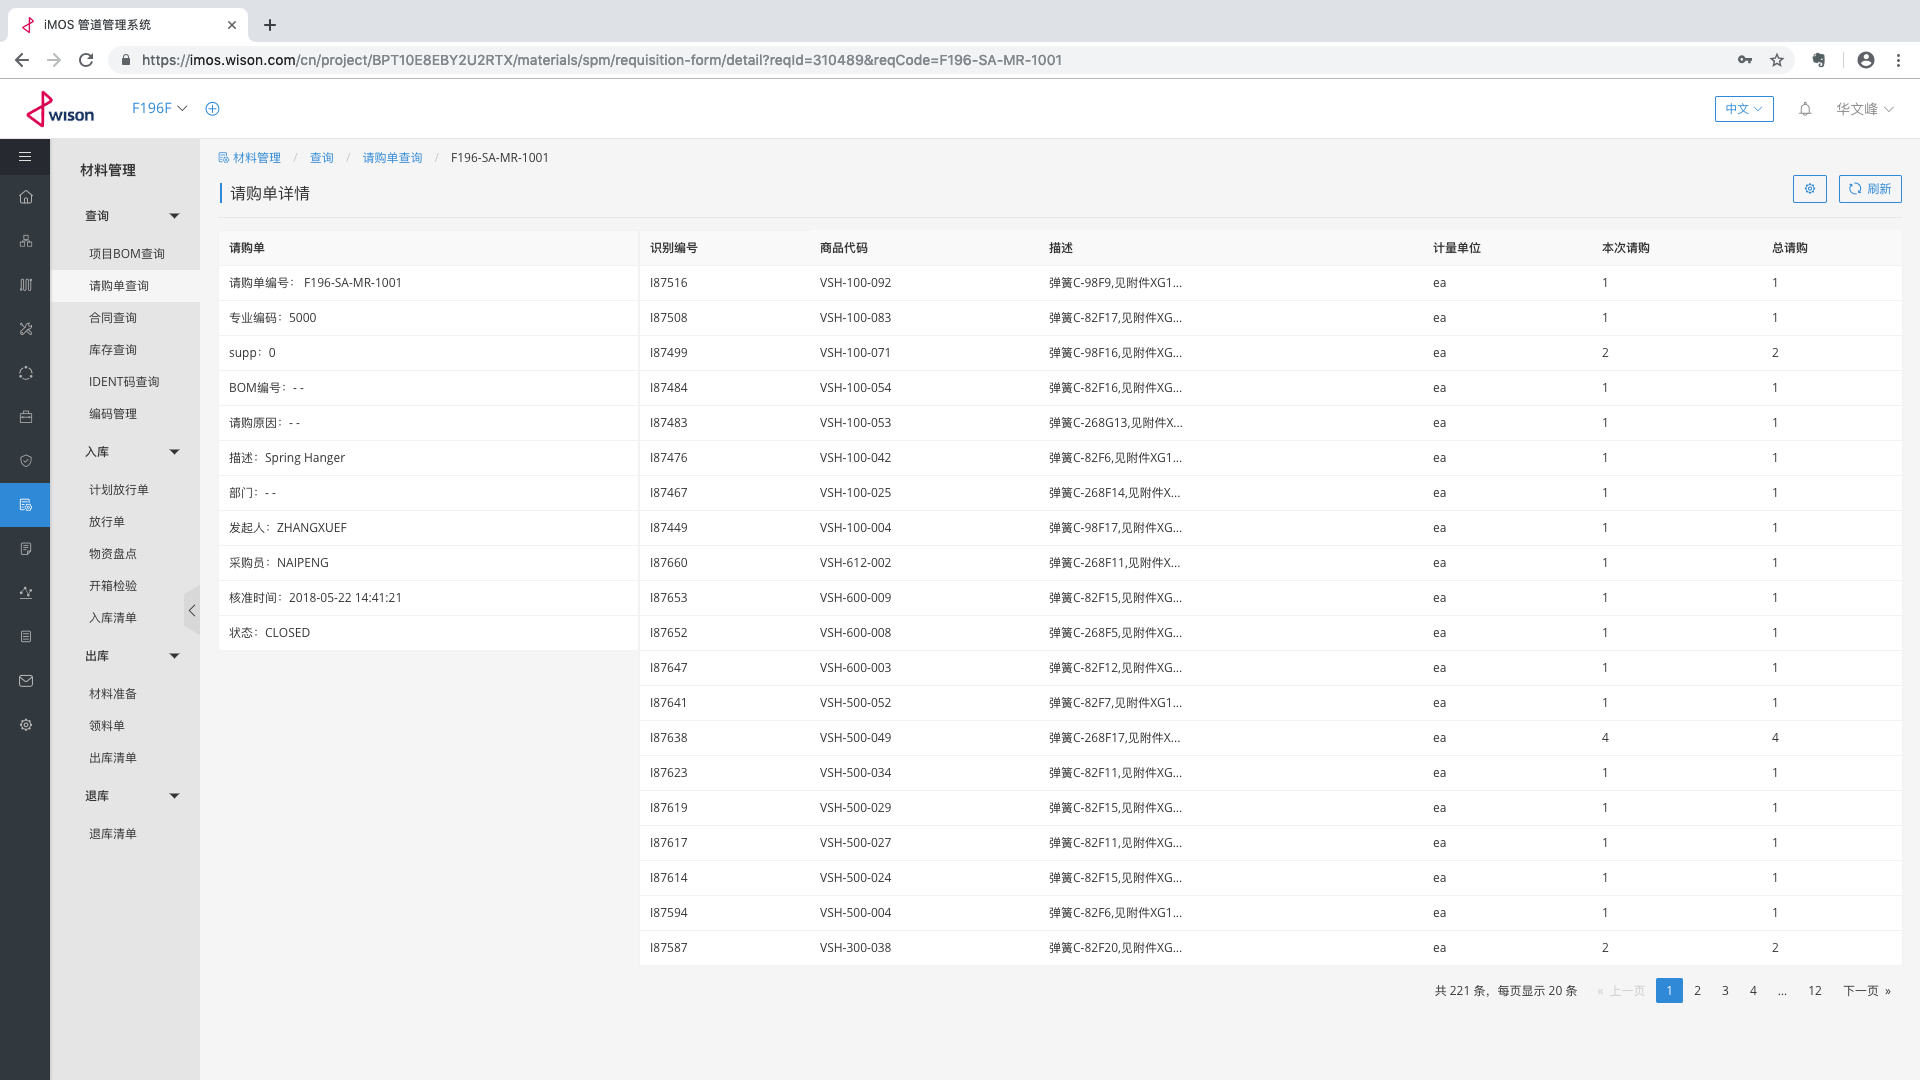 iMOS 管道管理系统
https://imos.wison.com/cn/project/BPT10E8EBY2U2RTX/materials/spm/requisition-form/detail?reqId=310489&reqCode=F196-SA-MR-1001
wison
F196F
中文
华文峰
材料管理
查询
项目BOM查询
请购单查询
合同查询
库存查询
IDENT码查询
编码管理
入库
计划放行单
放行单
物资盘点
开箱检验
入库清单
出库
材料准备
领料单
出库清单
退库
退库清单
材料管理 / 查询 / 请购单查询 / F196-SA-MR-1001
请购单详情
刷新
请购单
请购单编号： F196-SA-MR-1001
专业编码：5000
supp：0
BOM编号：- -
请购原因：- -
描述：Spring Hanger
部门：- -
发起人：ZHANGXUEF
采购员：NAIPENG
核准时间：2018-05-22 14:41:21
状态：CLOSED
识别编号 商品代码 描述 计量单位 本次请购 总请购
I87516 VSH-100-092 弹簧C-98F9,见附件XG1... ea 1 1
I87508 VSH-100-083 弹簧C-82F17,见附件XG... ea 1 1
I87499 VSH-100-071 弹簧C-98F16,见附件XG... ea 2 2
I87484 VSH-100-054 弹簧C-82F16,见附件XG... ea 1 1
I87483 VSH-100-053 弹簧C-268G13,见附件X... ea 1 1
I87476 VSH-100-042 弹簧C-82F6,见附件XG1... ea 1 1
I87467 VSH-100-025 弹簧C-268F14,见附件X... ea 1 1
I87449 VSH-100-004 弹簧C-98F17,见附件XG... ea 1 1
I87660 VSH-612-002 弹簧C-268F11,见附件X... ea 1 1
I87653 VSH-600-009 弹簧C-82F15,见附件XG... ea 1 1
I87652 VSH-600-008 弹簧C-268F5,见附件XG... ea 1 1
I87647 VSH-600-003 弹簧C-82F12,见附件XG... ea 1 1
I87641 VSH-500-052 弹簧C-82F7,见附件XG1... ea 1 1
I87638 VSH-500-049 弹簧C-268F17,见附件X... ea 4 4
I87623 VSH-500-034 弹簧C-82F11,见附件XG... ea 1 1
I87619 VSH-500-029 弹簧C-82F15,见附件XG... ea 1 1
I87617 VSH-500-027 弹簧C-82F11,见附件XG... ea 1 1
I87614 VSH-500-024 弹簧C-82F15,见附件XG... ea 1 1
I87594 VSH-500-004 弹簧C-82F6,见附件XG1... ea 1 1
I87587 VSH-300-038 弹簧C-82F20,见附件XG... ea 2 2
共 221 条，每页显示 20 条 « 上一页 1 2 3 4 ... 12 下一页 »